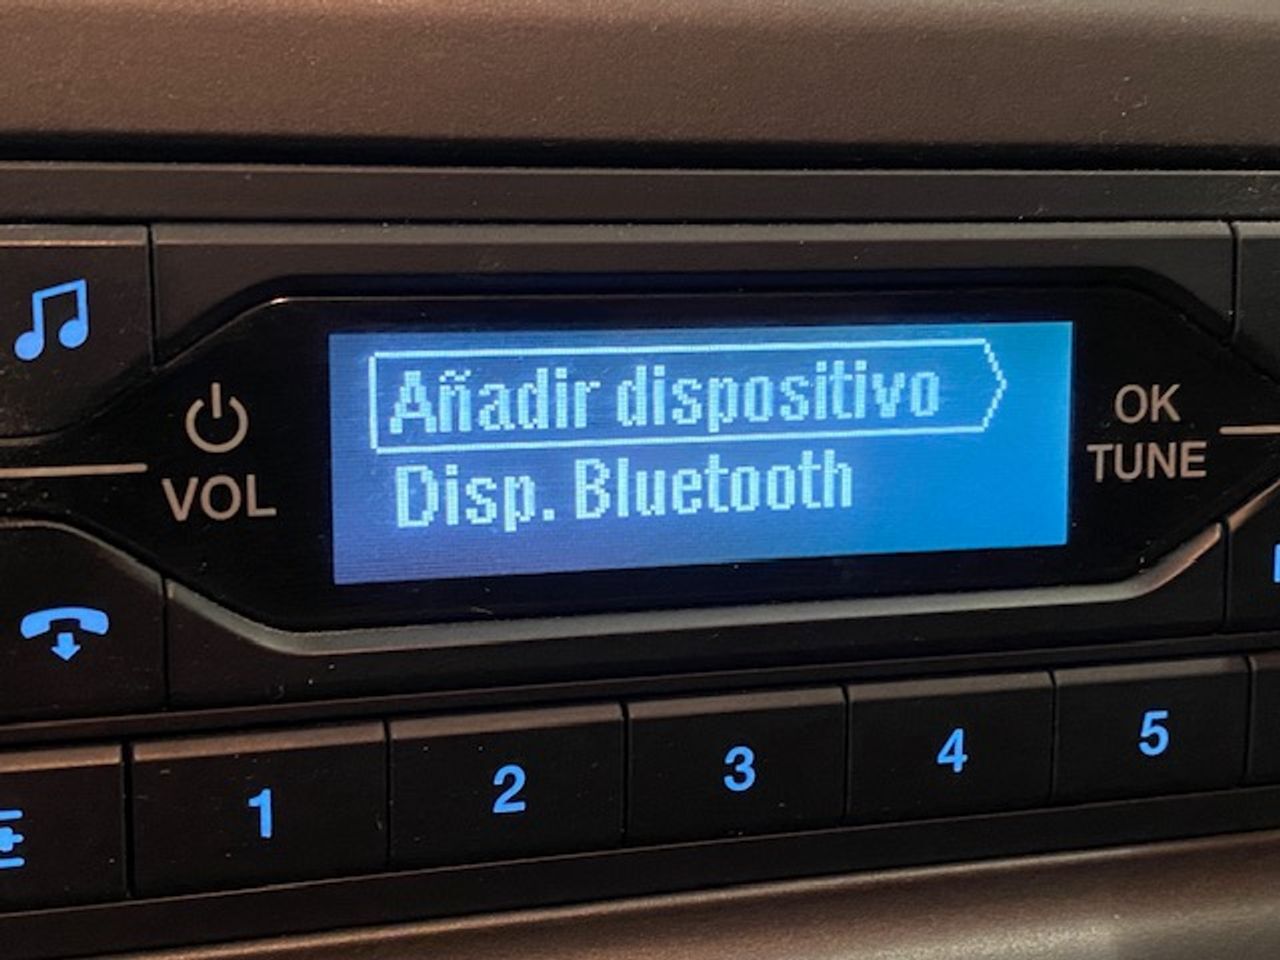 Añadir dispositivo
Disp. Bluetooth
VOL
OK
TUNE
1
2
3
4
5